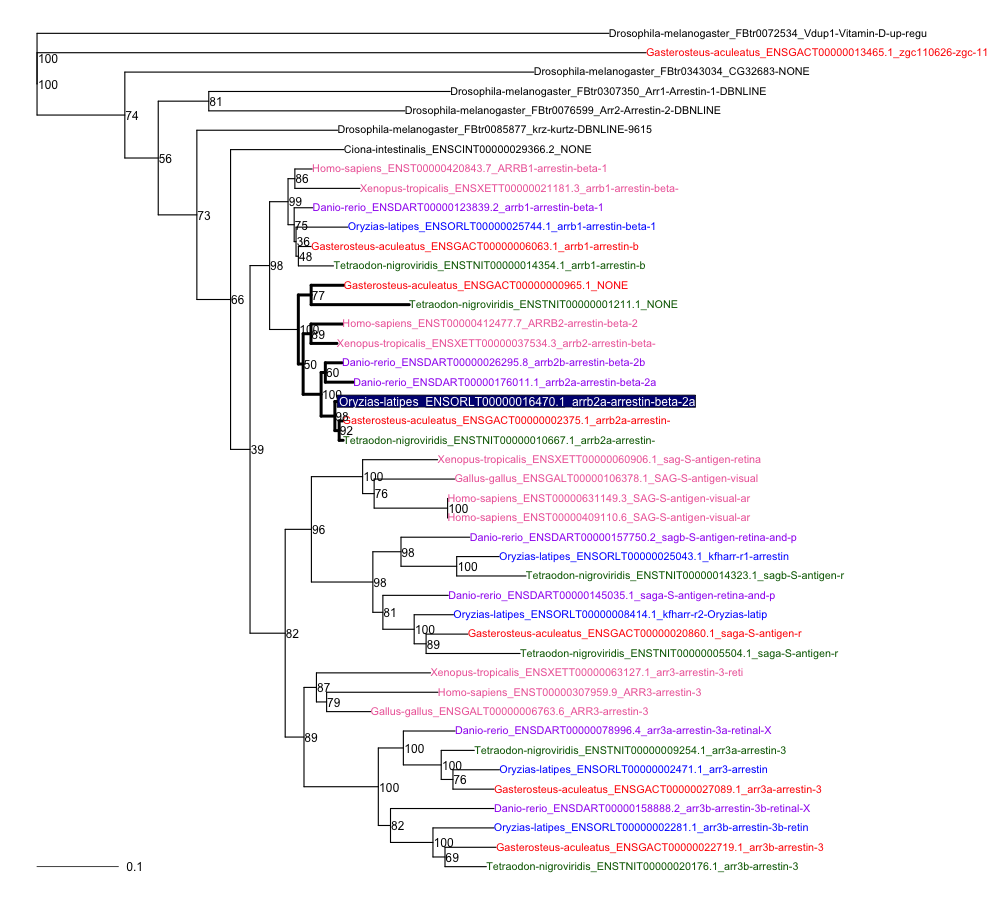 Drosophila-melanogaster_FBtr0072534_Vdup1-Vitamin-D-up-regu
Gasterosteus-aculeatus_ENSGACT00000013465.1_zgc110626-zgc-11
100
Drosophila-melanogaster_FBtr0343034_CG32683-NONE
100
Drosophila-melanogaster_FBtr0307350_Arr1-Arrestin-1-DBNLINE
81
Drosophila-melanogaster_FBtr0076599_Arr2-Arrestin-2-DBNLINE
74
Drosophila-melanogaster_FBtr0085877_krz-kurtz-DBNLINE-9615
Ciona-intestinalis_ENSCINT00000029366.2_NONE
56
Homo-sapiens_ENST00000420843.7_ARRB1-arrestin-beta-1
86
Xenopus-tropicalis_ENSXETT00000021181.3_arrb1-arrestin-beta-
99
Danio-rerio_ENSDART00000123839.2_arrb1-arrestin-beta-1
73
75
Oryzias-latipes_ENSORLT00000025744.1_arrb1-arrestin-beta-1
36
Gasterosteus-aculeatus_ENSGACT00000006063.1_arrb1-arrestin-b
48
98
Tetraodon-nigroviridis_ENSTNIT00000014354.1_arrb1-arrestin-b
Gasterosteus-aculeatus_ENSGACT00000000965.1_NONE
77
66
Tetraodon-nigroviridis_ENSTNIT00000001211.1_NONE
Homo-sapiens_ENST00000412477.7_ARRB2-arrestin-beta-2
100
89
Xenopus-tropicalis_ENSXETT00000037534.3_arrb2-arrestin-beta-
50
Danio-rerio_ENSDART00000026295.8_arrb2b-arrestin-beta-2b
60
Danio-rerio_ENSDART00000176011.1_arrb2a-arrestin-beta-2a
100
Oryzias-latipes_ENSORLT00000016470.1_arrb2a-arrestin-beta-2a
98
Gasterosteus-aculeatus_ENSGACT00000002375.1_arrb2a-arrestin-
92
Tetraodon-nigroviridis_ENSTNIT00000010667.1_arrb2a-arrestin-
39
Xenopus-tropicalis_ENSXETT00000060906.1_sag-S-antigen-retina
100
Gallus-gallus_ENSGALT00000106378.1_SAG-S-antigen-visual
76
Homo-sapiens_ENST00000631149.3_SAG-S-antigen-visual-ar
100
Homo-sapiens_ENST00000409110.6_SAG-S-antigen-visual-ar
96
Danio-rerio_ENSDART00000157750.2_sagb-S-antigen-retina-and-p
98
Oryzias-latipes_ENSORLT00000025043.1_kfharr-r1-arrestin
100
Tetraodon-nigroviridis_ENSTNIT00000014323.1_sagb-S-antigen-r
98
Danio-rerio_ENSDART00000145035.1_saga-S-antigen-retina-and-p
81
Oryzias-latipes_ENSORLT00000008414.1_kfharr-r2-Oryzias-latip
100
Gasterosteus-aculeatus_ENSGACT00000020860.1_saga-S-antigen-r
82
89
Tetraodon-nigroviridis_ENSTNIT00000005504.1_saga-S-antigen-r
Xenopus-tropicalis_ENSXETT00000063127.1_arr3-arrestin-3-reti
87
Homo-sapiens_ENST00000307959.9_ARR3-arrestin-3
79
Gallus-gallus_ENSGALT00000006763.6_ARR3-arrestin-3
Danio-rerio_ENSDART00000078996.4_arr3a-arrestin-3a-retinal-X
89
100
Tetraodon-nigroviridis_ENSTNIT00000009254.1_arr3a-arrestin-3
100
Oryzias-latipes_ENSORLT00000002471.1_arr3-arrestin
76
100
Gasterosteus-aculeatus_ENSGACT00000027089.1_arr3a-arrestin-3
Danio-rerio_ENSDART00000158888.2_arr3b-arrestin-3b-retinal-X
82
Oryzias-latipes_ENSORLT00000002281.1_arr3b-arrestin-3b-retin
100
Gasterosteus-aculeatus_ENSGACT00000022719.1_arr3b-arrestin-3
69
Tetraodon-nigroviridis_ENSTNIT00000020176.1_arr3b-arrestin-3
0.1